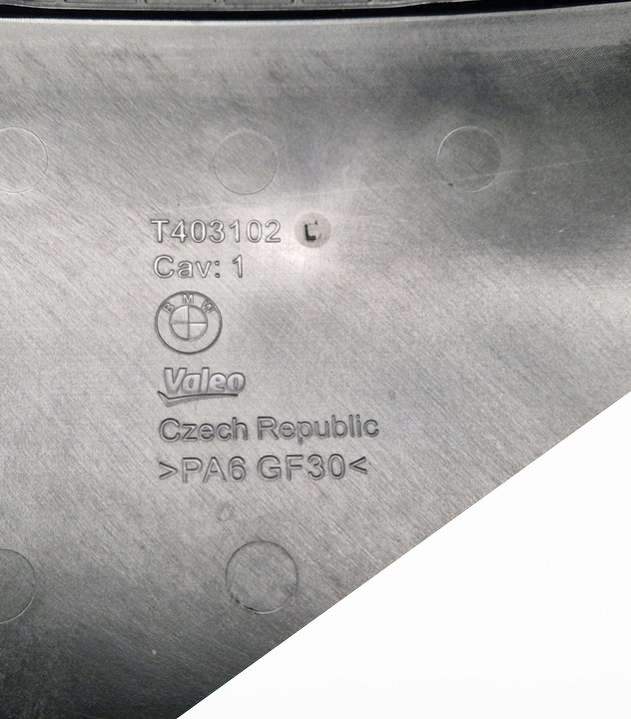 T403102 L
Cav: 1
BMW
Valeo
Czech Republic
>PA6 GF30<